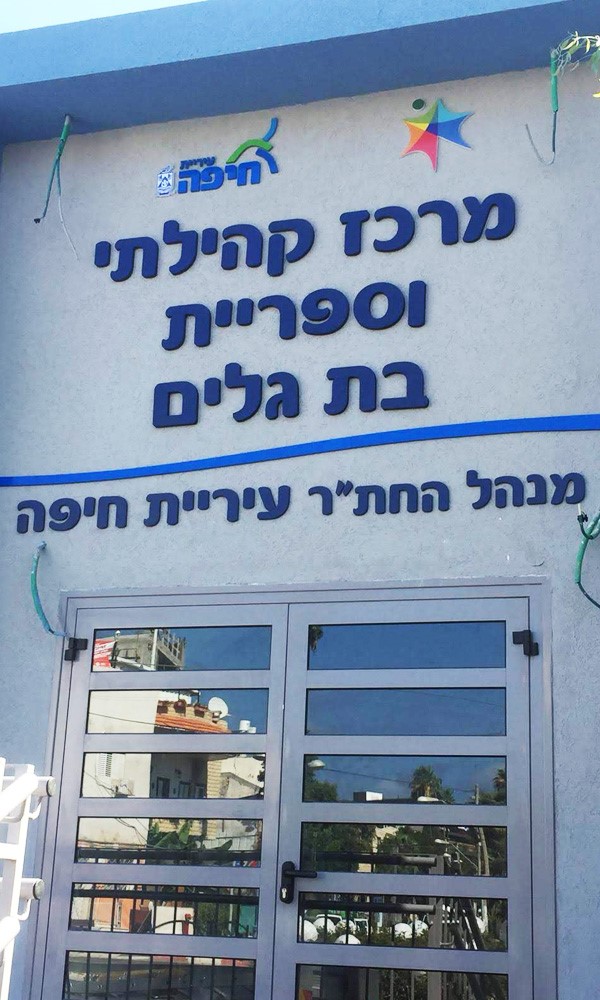 עיריית
חיפה
מרכז קהילתי
וספריית
בת גלים
מנהל החת"ר עיריית חיפה